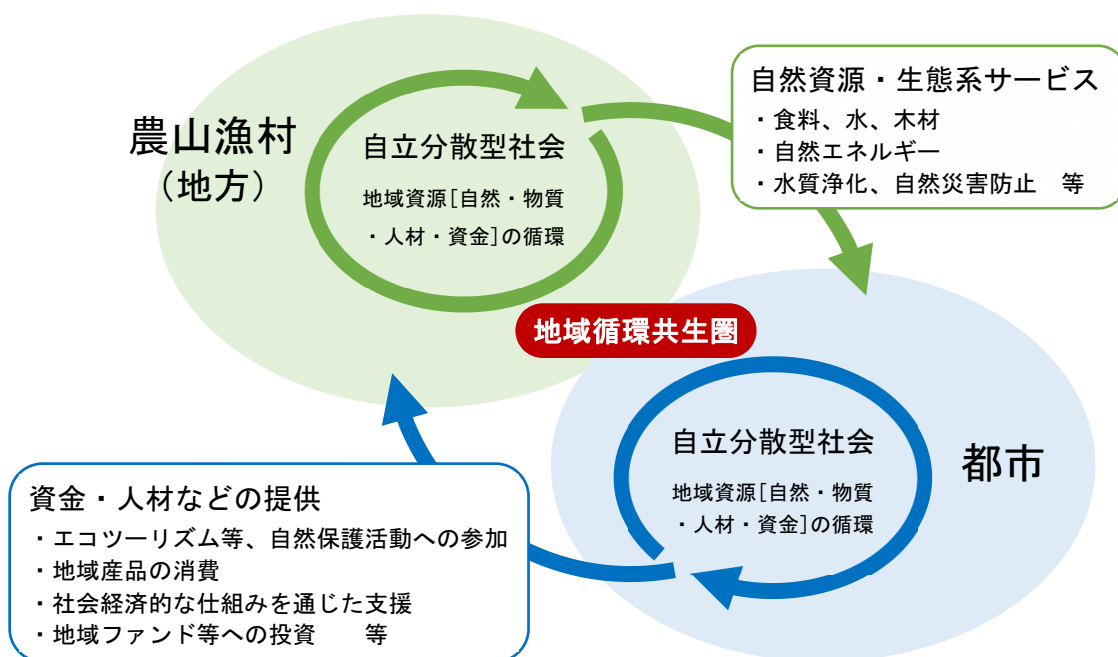 農山漁村
（地方）
自立分散型社会
地域資源[自然・物質
・人材・資金]の循環
自然資源・生態系サービス
・食料、水、木材
・自然エネルギー
・水質浄化、自然災害防止　等
地域循環共生圏
自立分散型社会
地域資源[自然・物質
・人材・資金]の循環
都市
資金・人材などの提供
・エコツーリズム等、自然保護活動への参加
・地域産品の消費
・社会経済的な仕組みを通じた支援
・地域ファンド等への投資　　等